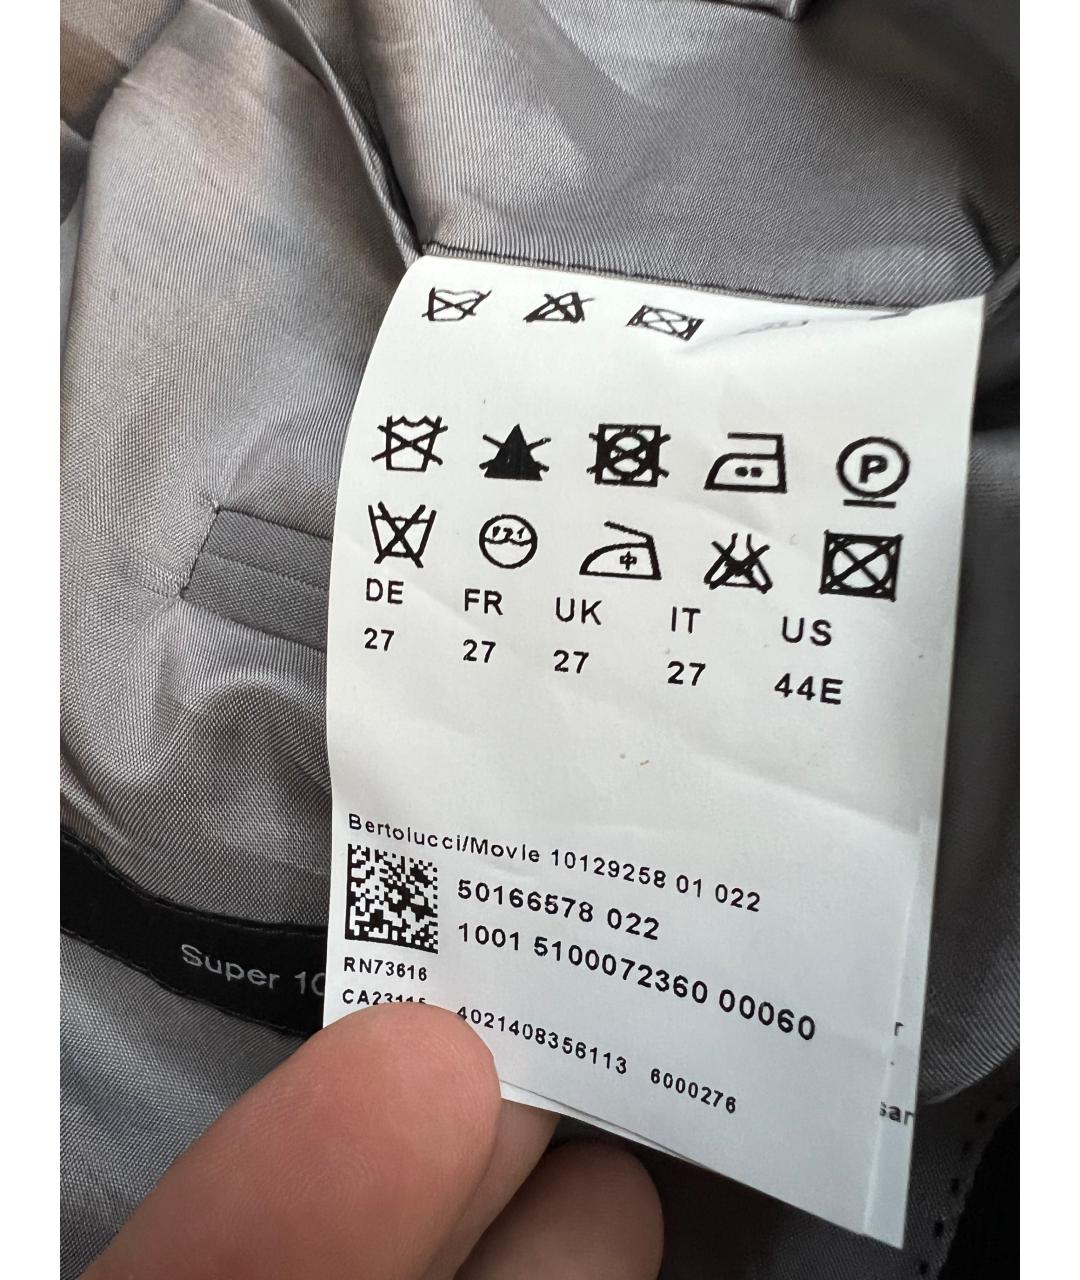 P
中
DE FR UK IT US
27 27 27 27 44E
Bertolucci/Movie 10129258 01 022
50166578 022
1001 5100072360 00060
RN73616
4021408356113 6000276
Super